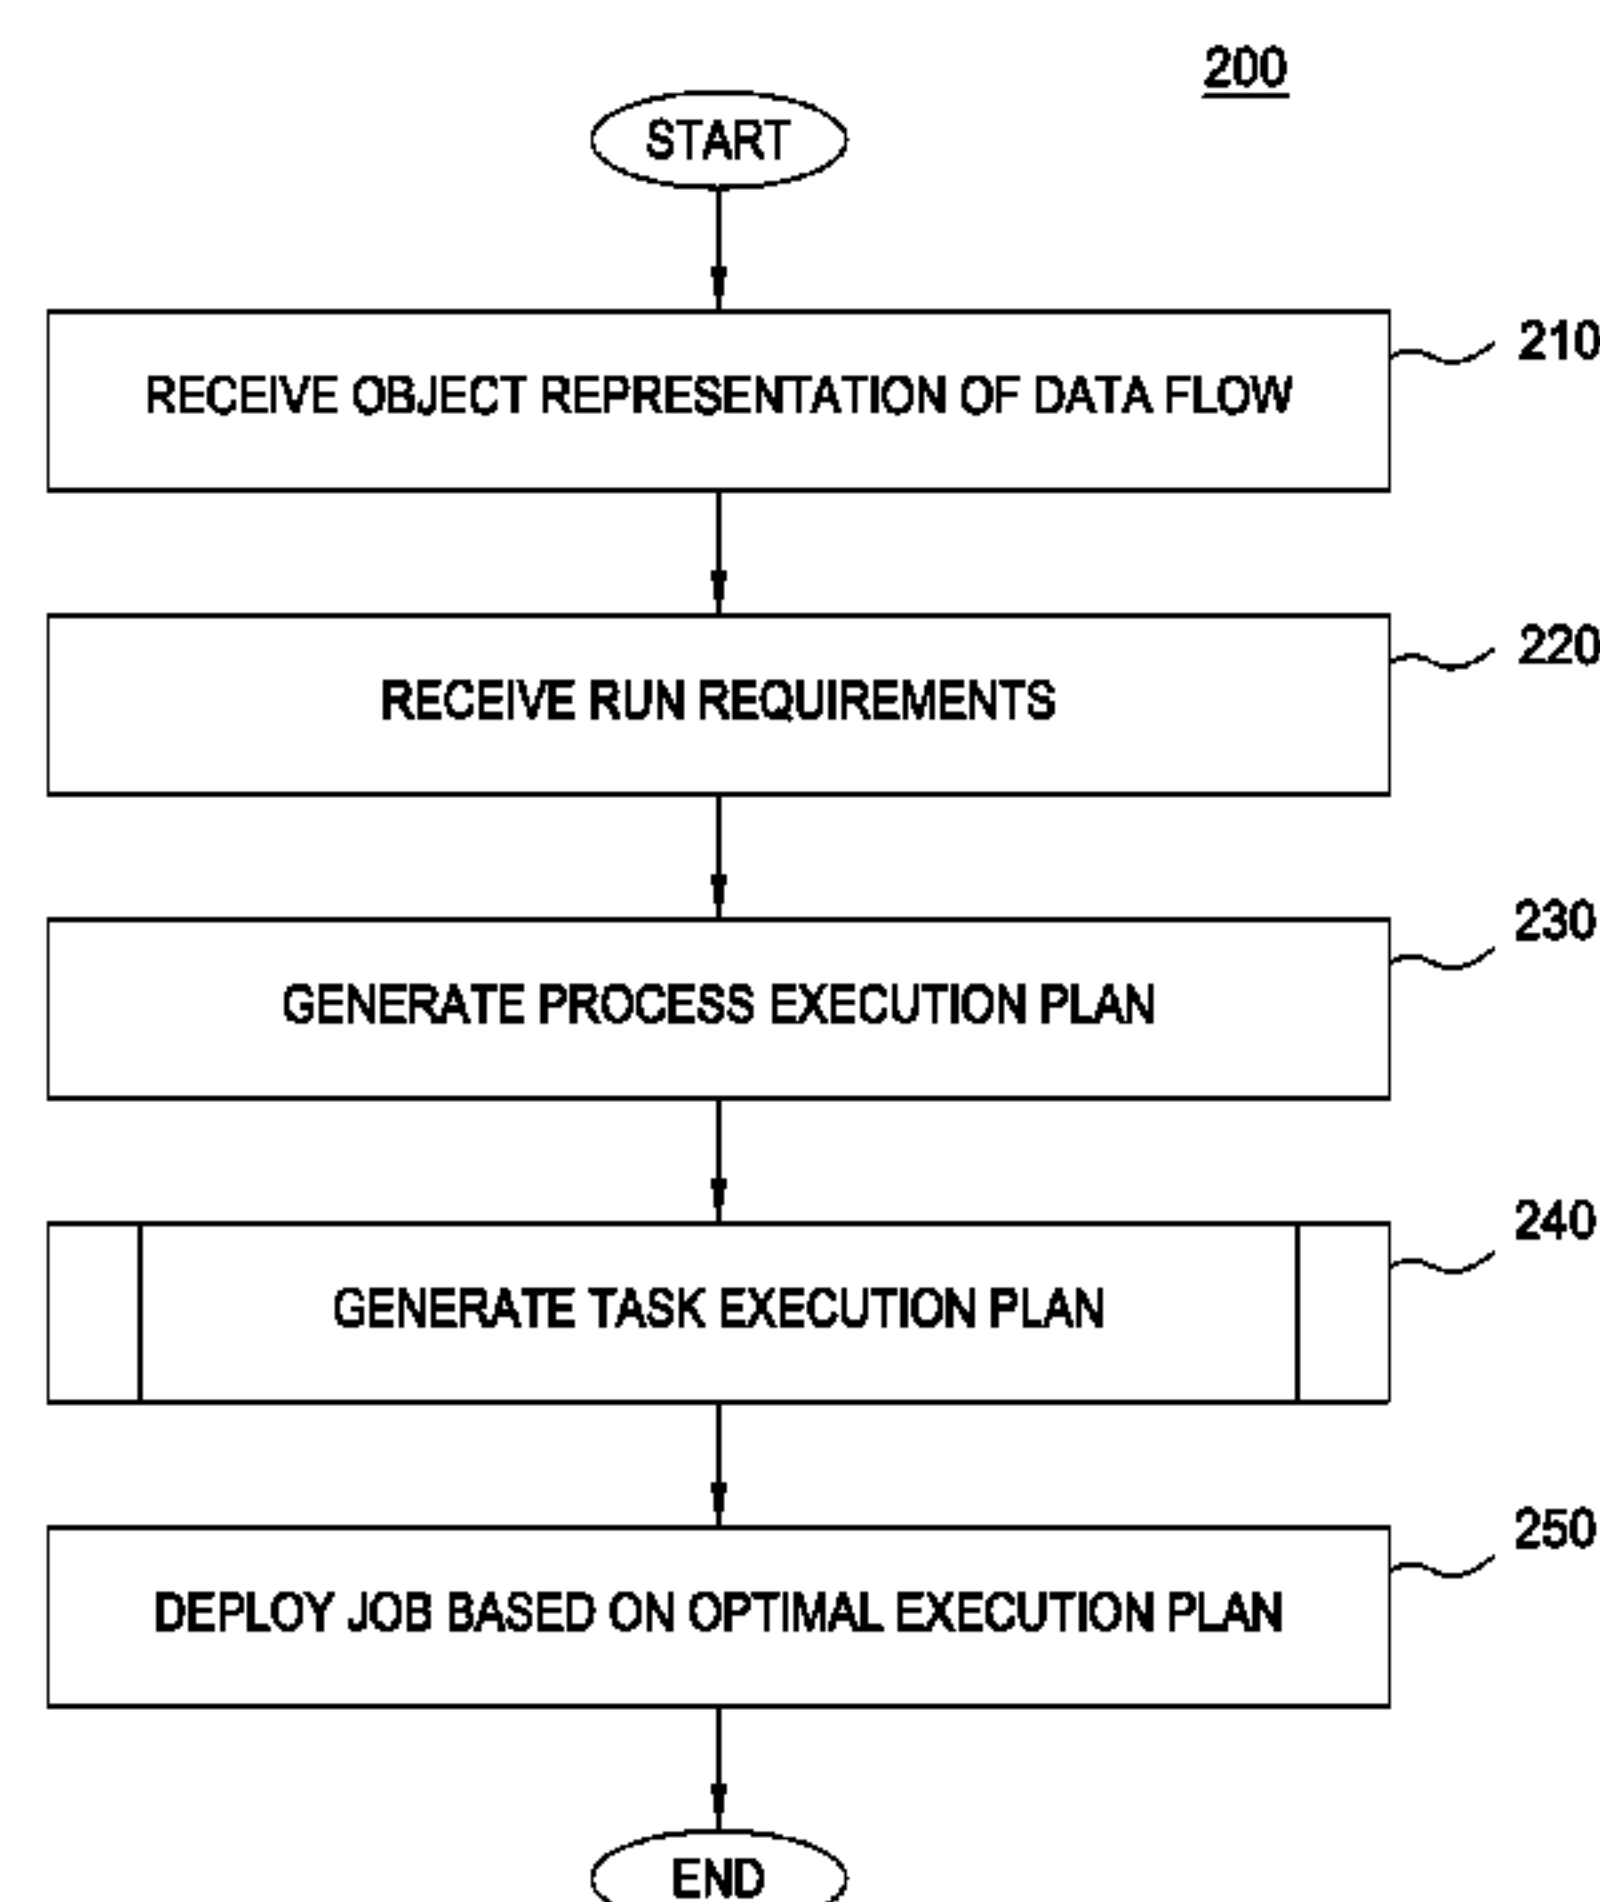 200
START
RECEIVE OBJECT REPRESENTATION OF DATA FLOW
210
RECEIVE RUN REQUIREMENTS
220
GENERATE PROCESS EXECUTION PLAN
230
GENERATE TASK EXECUTION PLAN
240
DEPLOY JOB BASED ON OPTIMAL EXECUTION PLAN
250
END